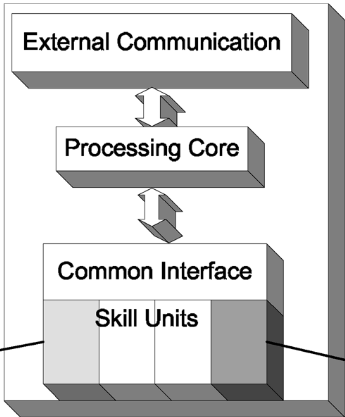 External Communication
Processing Core
Common Interface
Skill Units